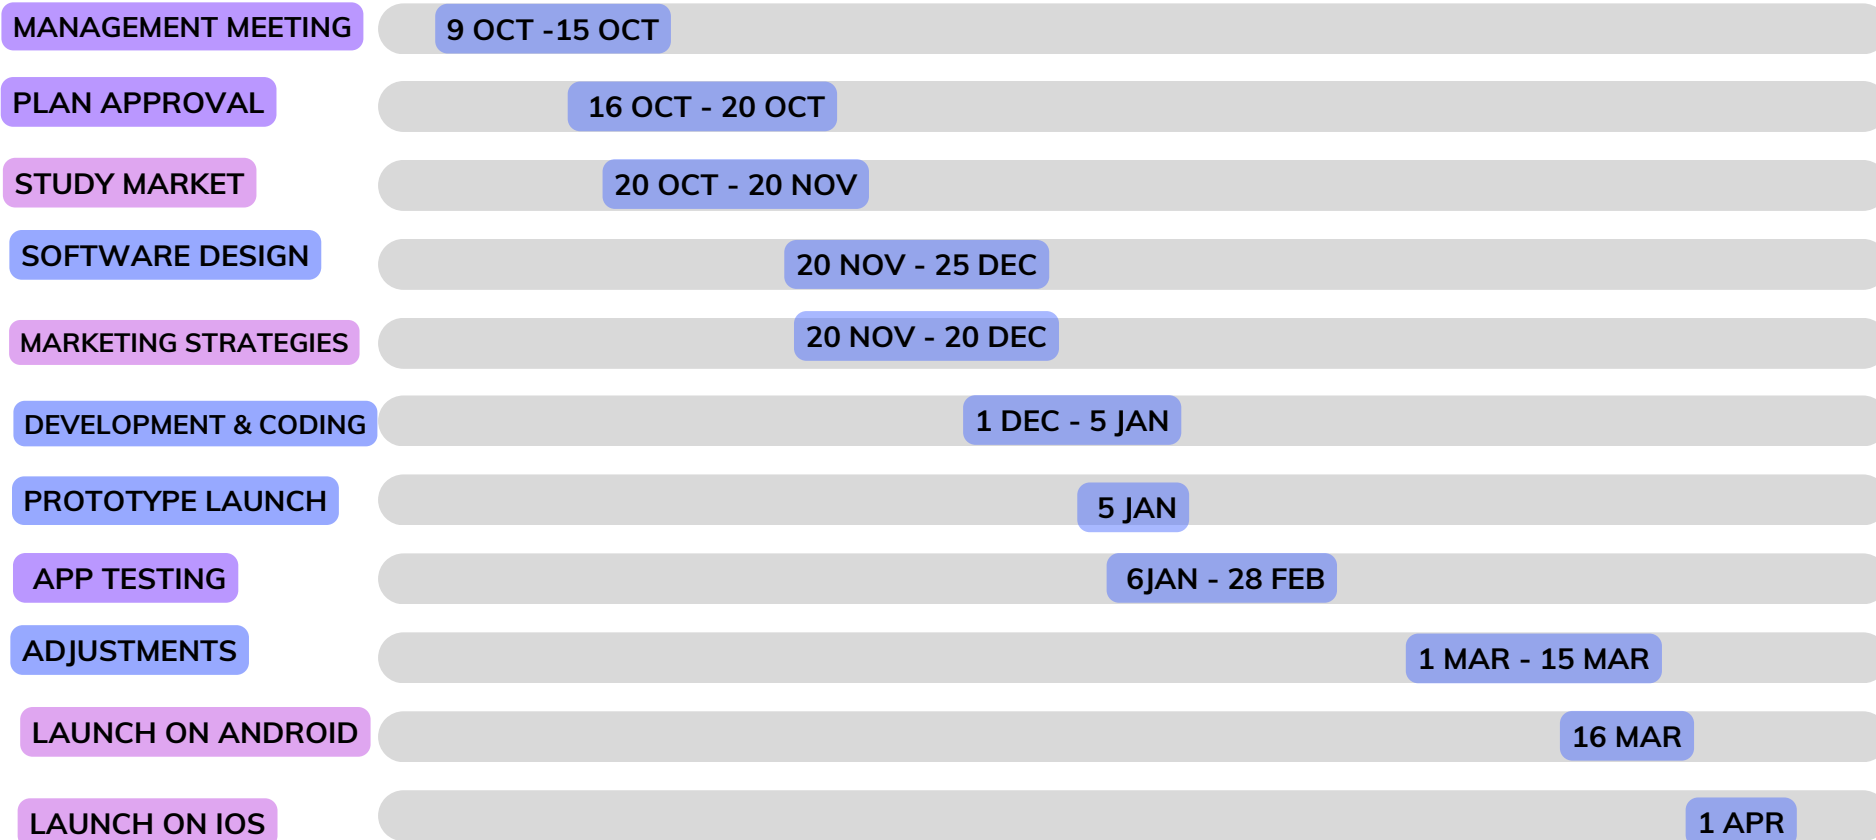 MANAGEMENT MEETING 9 OCT -15 OCT
PLAN APPROVAL 16 OCT - 20 OCT
STUDY MARKET 20 OCT - 20 NOV
SOFTWARE DESIGN 20 NOV - 25 DEC
MARKETING STRATEGIES 20 NOV - 20 DEC
DEVELOPMENT & CODING 1 DEC - 5 JAN
PROTOTYPE LAUNCH 5 JAN
APP TESTING 6JAN - 28 FEB
ADJUSTMENTS 1 MAR - 15 MAR
LAUNCH ON ANDROID 16 MAR
LAUNCH ON IOS 1 APR